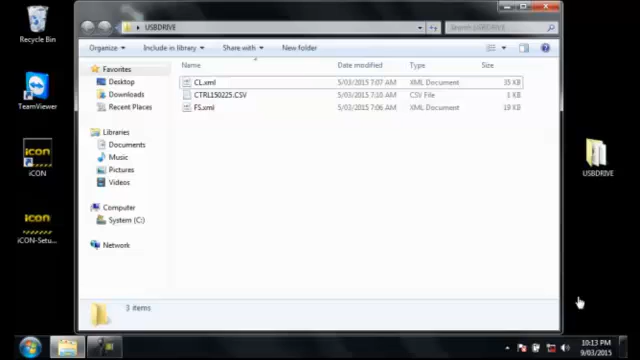 Recycle Bin
TeamViewer
iCON
iCON
iCON-Setu...
USBDRIVE
Search USBDRIVE
Organize
Include in library
Share with
New folder
Name
Date modified
Type
Size
Favorites
Desktop
Downloads
Recent Places
Libraries
Documents
Music
Pictures
Videos
Computer
System (C:)
Network
CL.xml 5/03/2015 7:07 AM XML Document 35 KB
CTRL150225.CSV 5/03/2015 7:10 AM CSV File 3 KB
FS.xml 5/03/2015 7:06 AM XML Document 19 KB
3 items
USBDRIVE
10:13 PM
9/03/2015